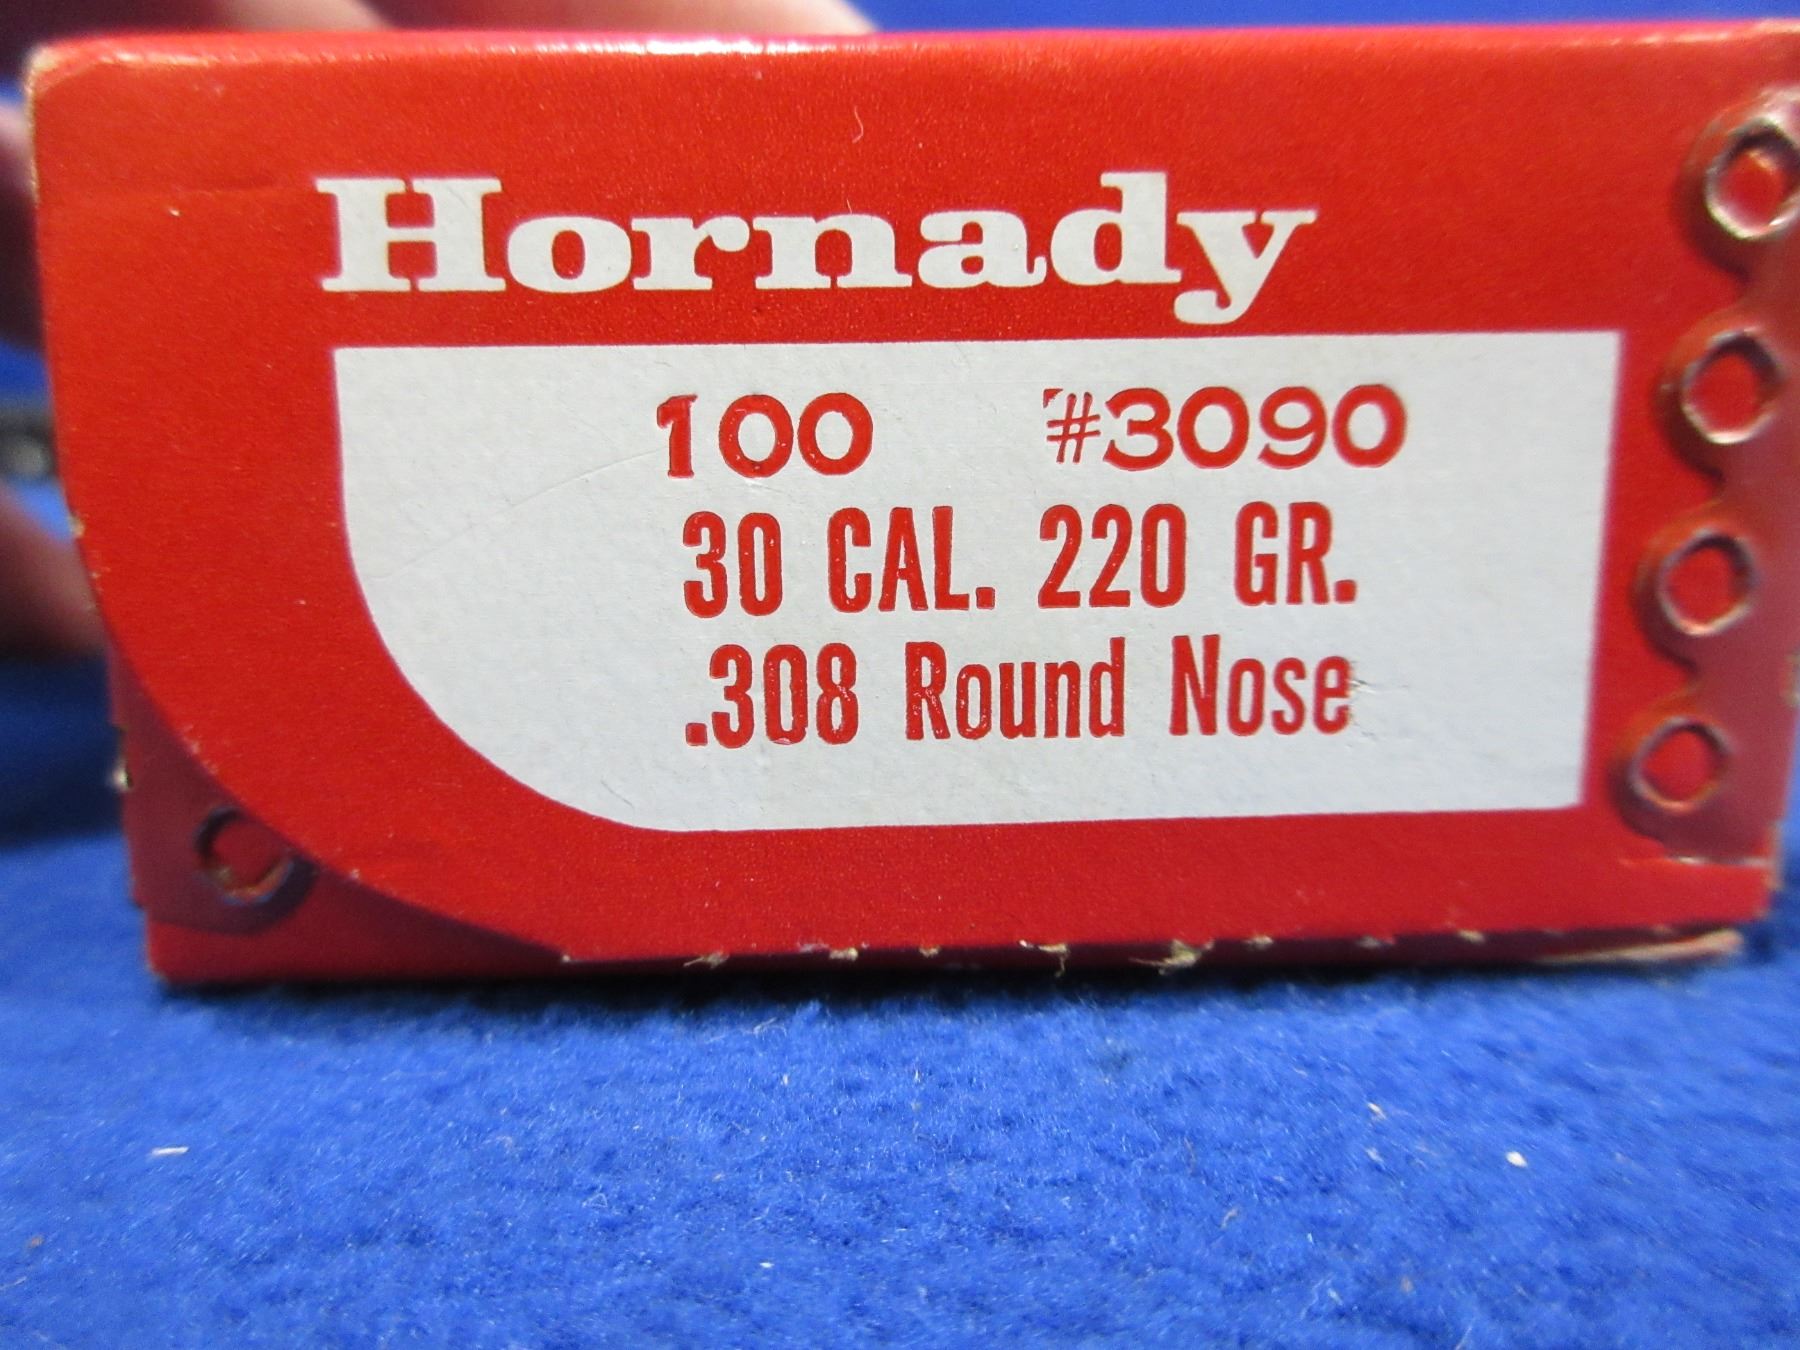 Hornady
100 #3090
30 CAL. 220 GR.
.308 Round Nose